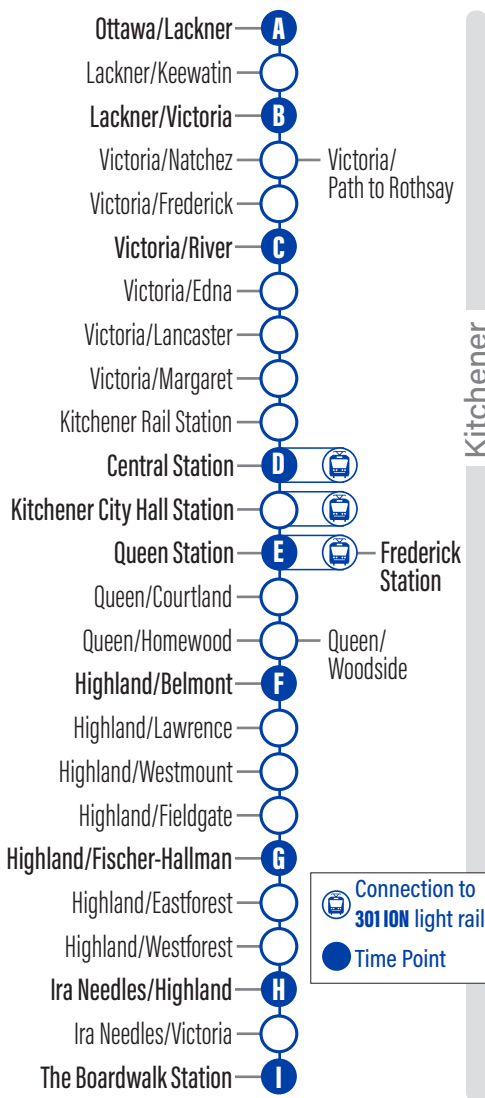 Ottawa/Lackner A
Lackner/Keewatin
Lackner/Victoria B
Victoria/Natchez
Victoria/
Path to Rothsay
Victoria/Frederick
Victoria/River C
Victoria/Edna
Victoria/Lancaster
Victoria/Margaret
Kitchener Rail Station
Central Station D
Kitchener City Hall Station
Queen Station E
Frederick
Station
Queen/Courtland
Queen/Homewood
Queen/
Woodside
Highland/Belmont F
Highland/Lawrence
Highland/Westmount
Highland/Fieldgate
Highland/Fischer-Hallman G
Highland/Eastforest
Highland/Westforest
Ira Needles/Highland H
Ira Needles/Victoria
The Boardwalk Station I
Kitchener
Connection to
301 ION light rail
Time Point